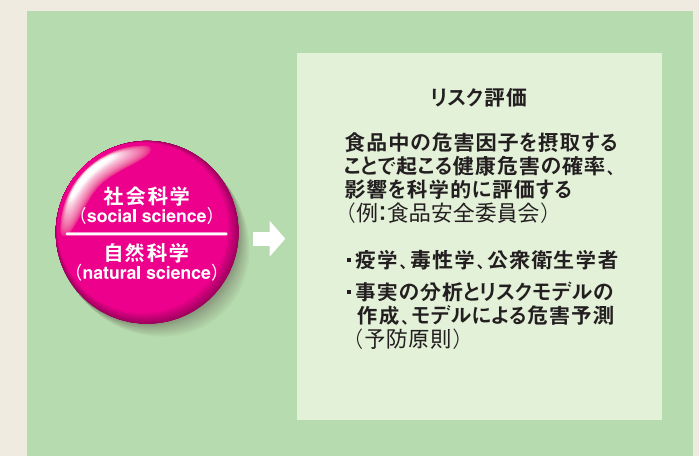 社会科学
（social science）
自然科学
（natural science）
リスク評価
食品中の危害因子を摂取する
ことで起こる健康危害の確率、
影響を科学的に評価する
（例：食品安全委員会）
・疫学、毒性学、公衆衛生学者
・事実の分析とリスクモデルの
作成、モデルによる危害予測
（予防原則）